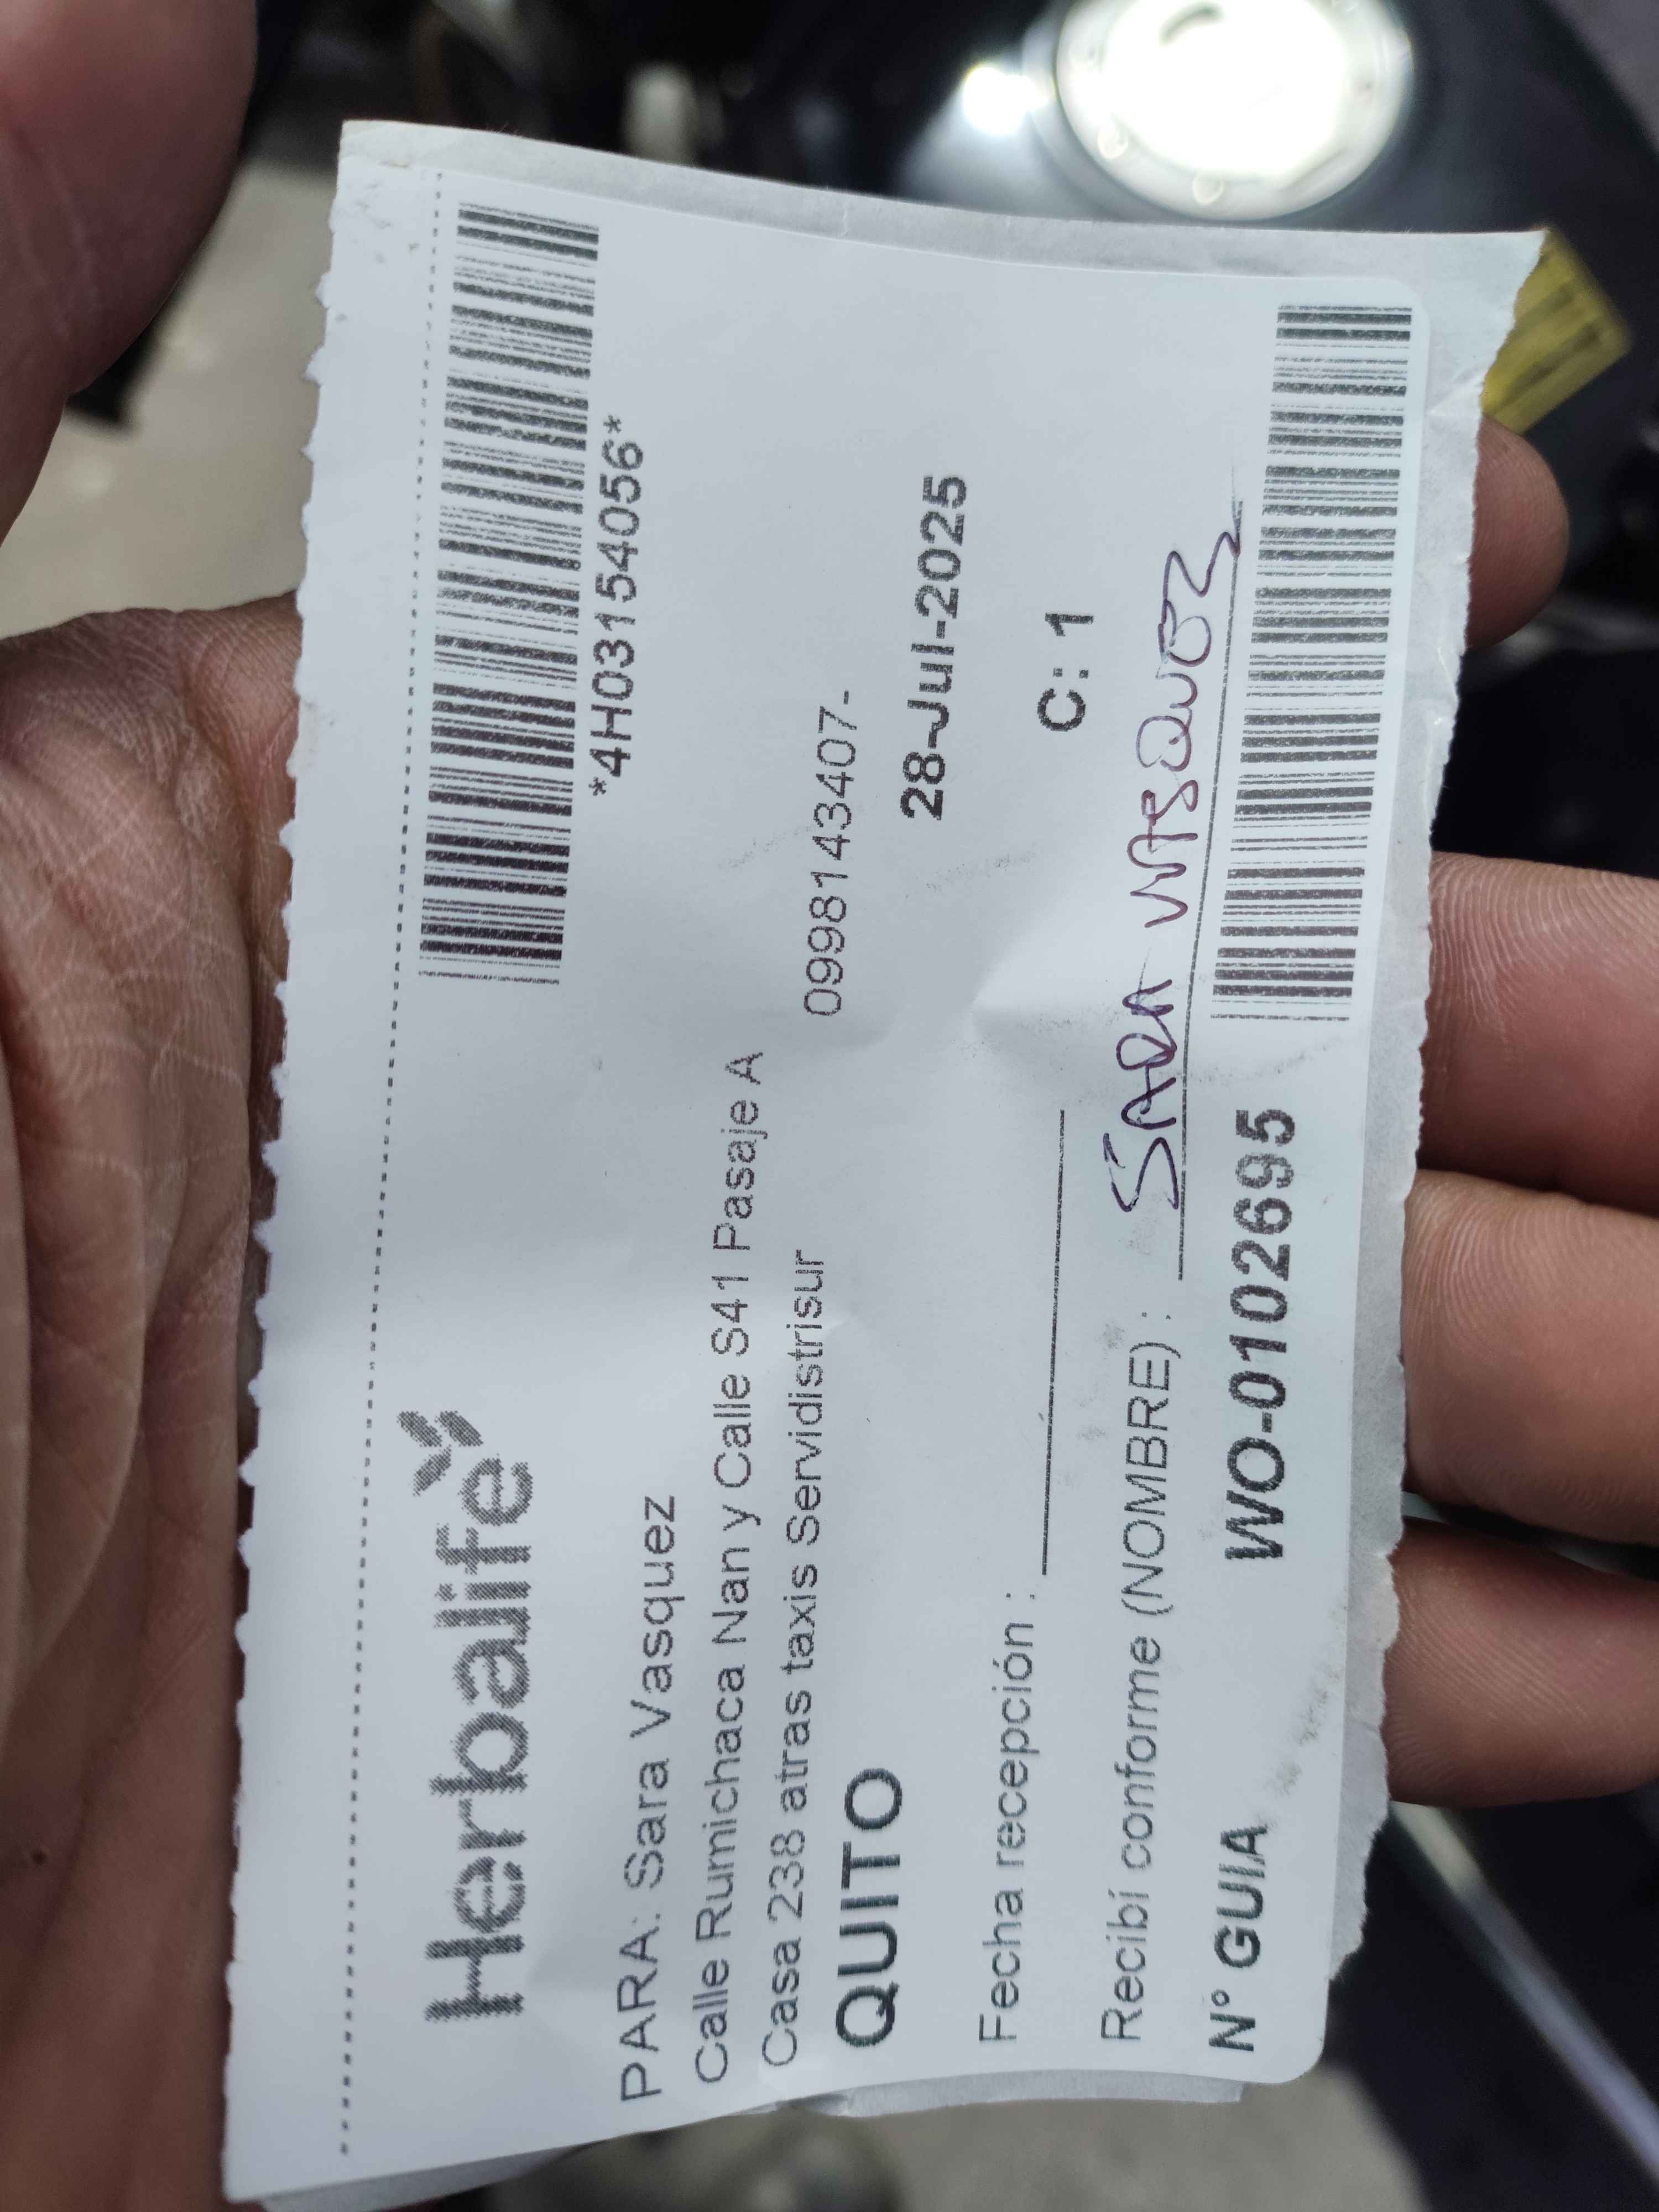 Herbalife
*4H03154056*
PARA: Sara Vasquez
Calle Rumichaca Nan y Calle S41 Pasaje A
Casa 238 atras taxis Servidistrisur
0998143407-
QUITO
28-Jul-2025
Fecha recepción :
C: 1
Recibí conforme (NOMBRE) : SARA VASQUEZ
N° GUIA WO-0102695